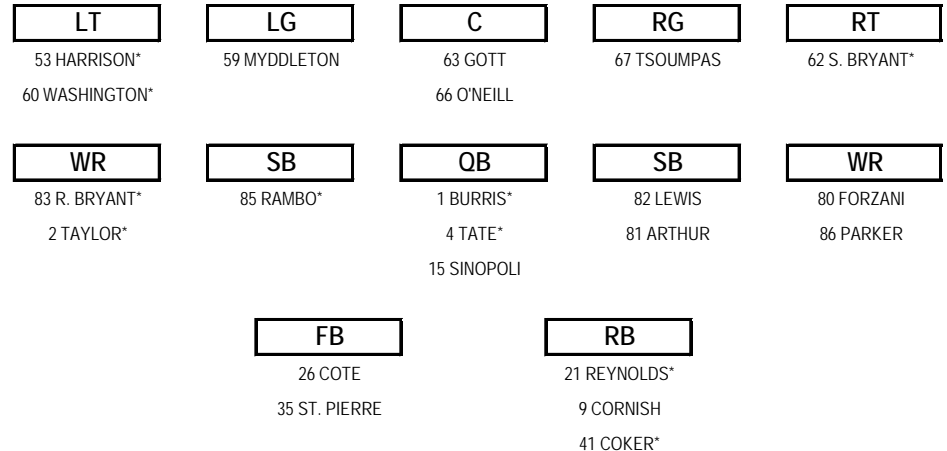 LT LG C RG RT
53 HARRISON* 59 MYDDLETON 63 GOTT 67 TSOUMPAS 62 S. BRYANT*
60 WASHINGTON* 66 O'NEILL
WR SB QB SB WR
83 R. BRYANT* 85 RAMBO* 1 BURRIS* 82 LEWIS 80 FORZANI
2 TAYLOR* 4 TATE* 81 ARTHUR 86 PARKER
15 SINOPOLI
FB RB
26 COTE 21 REYNOLDS*
35 ST. PIERRE 9 CORNISH
41 COKER*